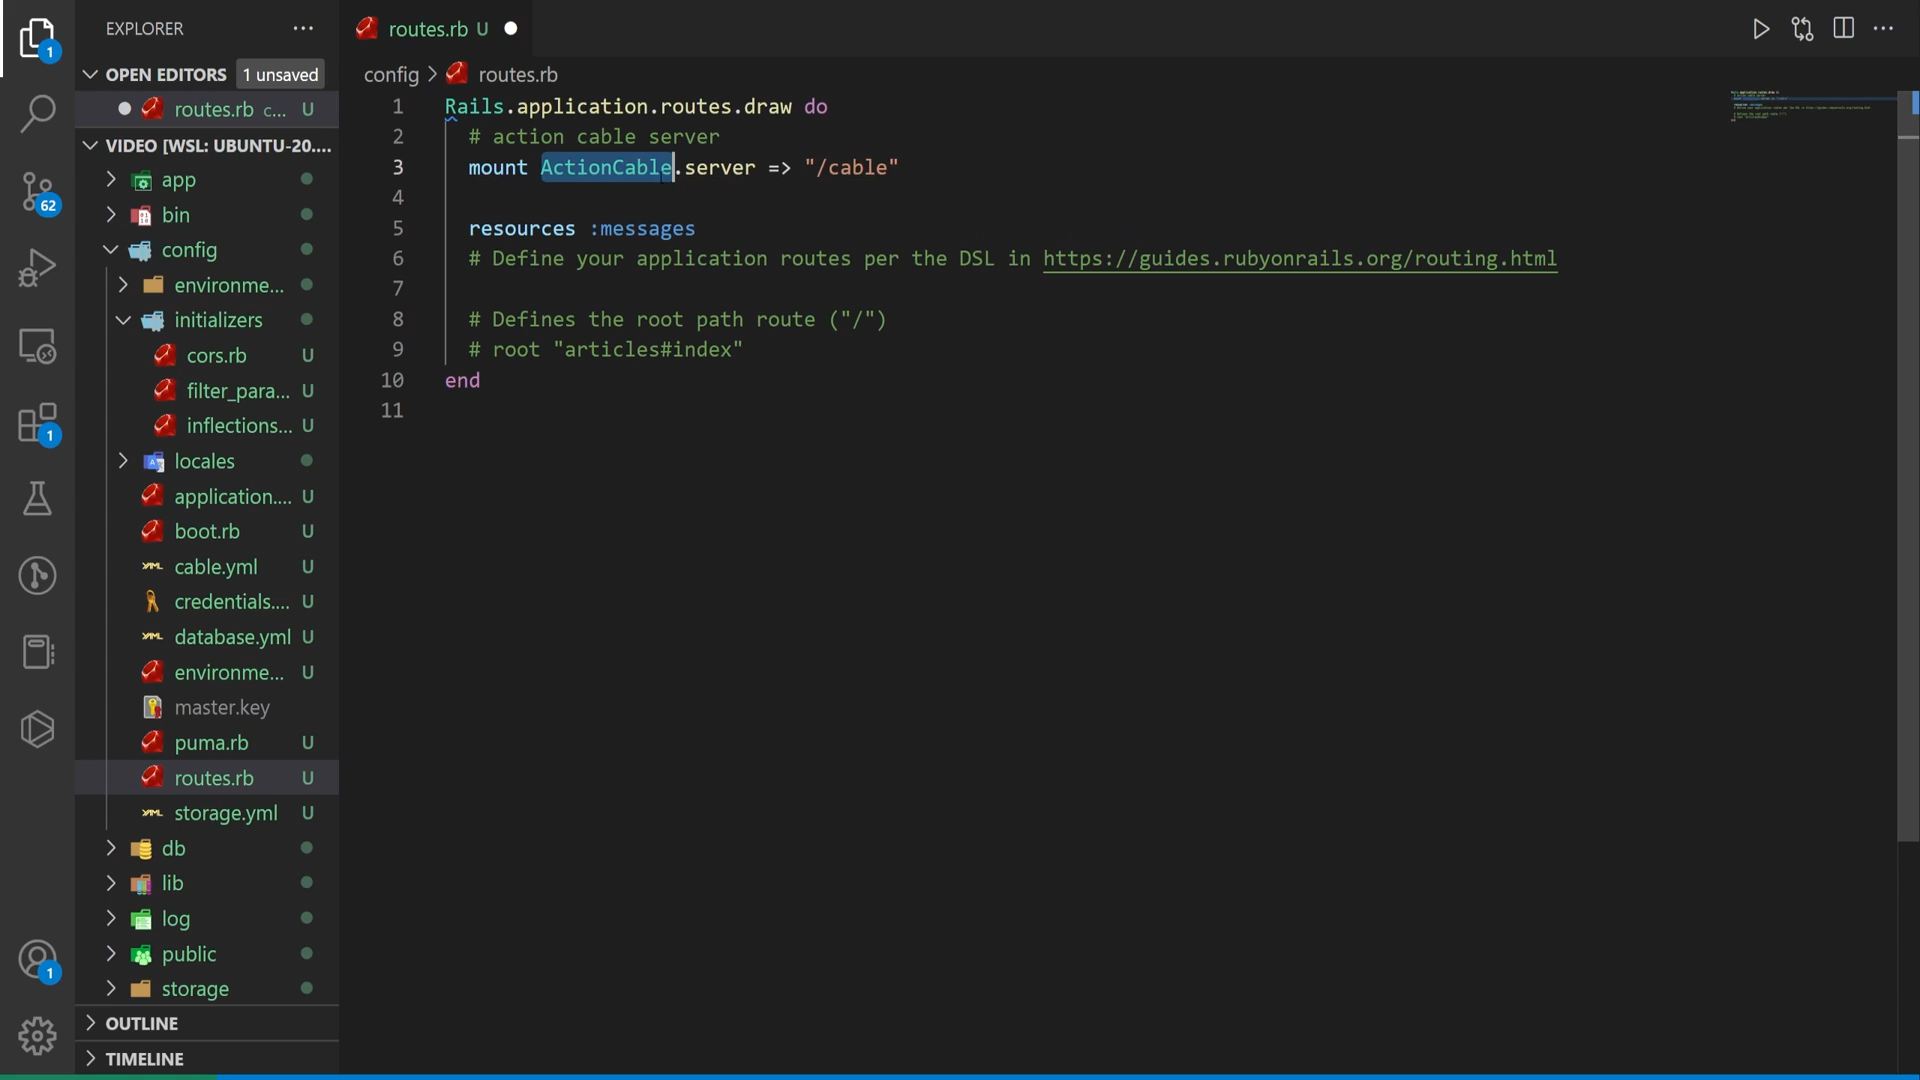 EXPLORER
OPEN EDITORS 1 unsaved
routes.rb c... U
VIDEO [WSL: UBUNTU-20....
app
bin
config
environme...
initializers
cors.rb U
filter_para... U
inflections... U
locales
application.... U
boot.rb U
cable.yml U
credentials.... U
database.yml U
environme... U
master.key
puma.rb U
routes.rb U
storage.yml U
db
lib
log
public
storage
OUTLINE
TIMELINE
1
62
1
1
routes.rb U
config > routes.rb
1 Rails.application.routes.draw do
2 # action cable server
3 mount ActionCable.server => "/cable"
4
5 resources :messages
6 # Define your application routes per the DSL in https://guides.rubyonrails.org/routing.html
7
8 # Defines the root path route ("/")
9 # root "articles#index"
10 end
11